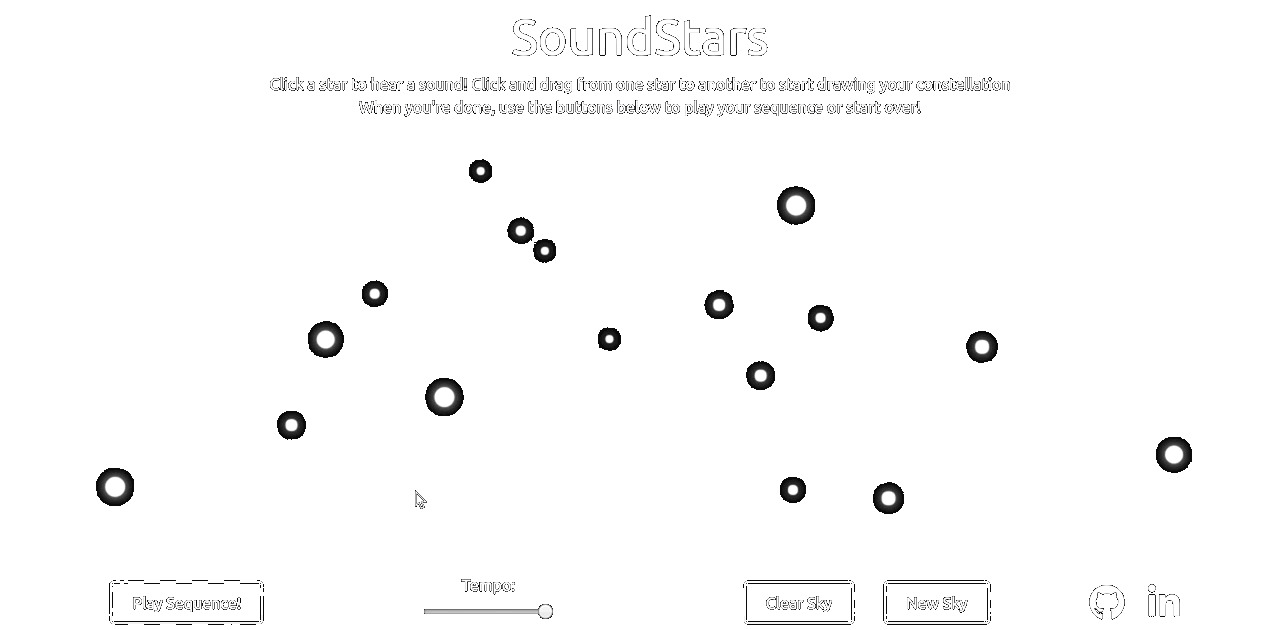 SoundStars
Click a star to hear a sound! Click and drag from one star to another to start drawing your constellation
When you're done, use the buttons below to play your sequence or start over!
Tempo:
Play Sequence!
Clear Sky
New Sky
in